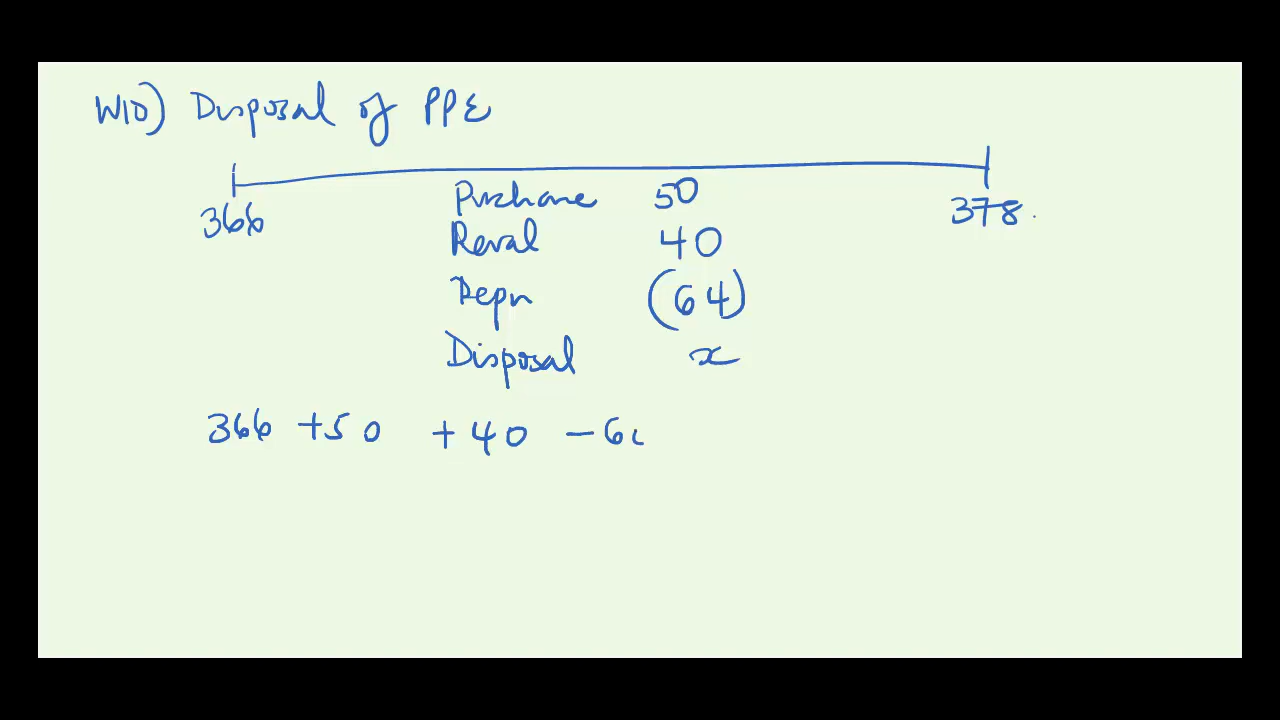 W10) Disposal of PPE
366 378.
Purchase 50
Reval 40
Depn (64)
Disposal x
366 +50 +40 -6